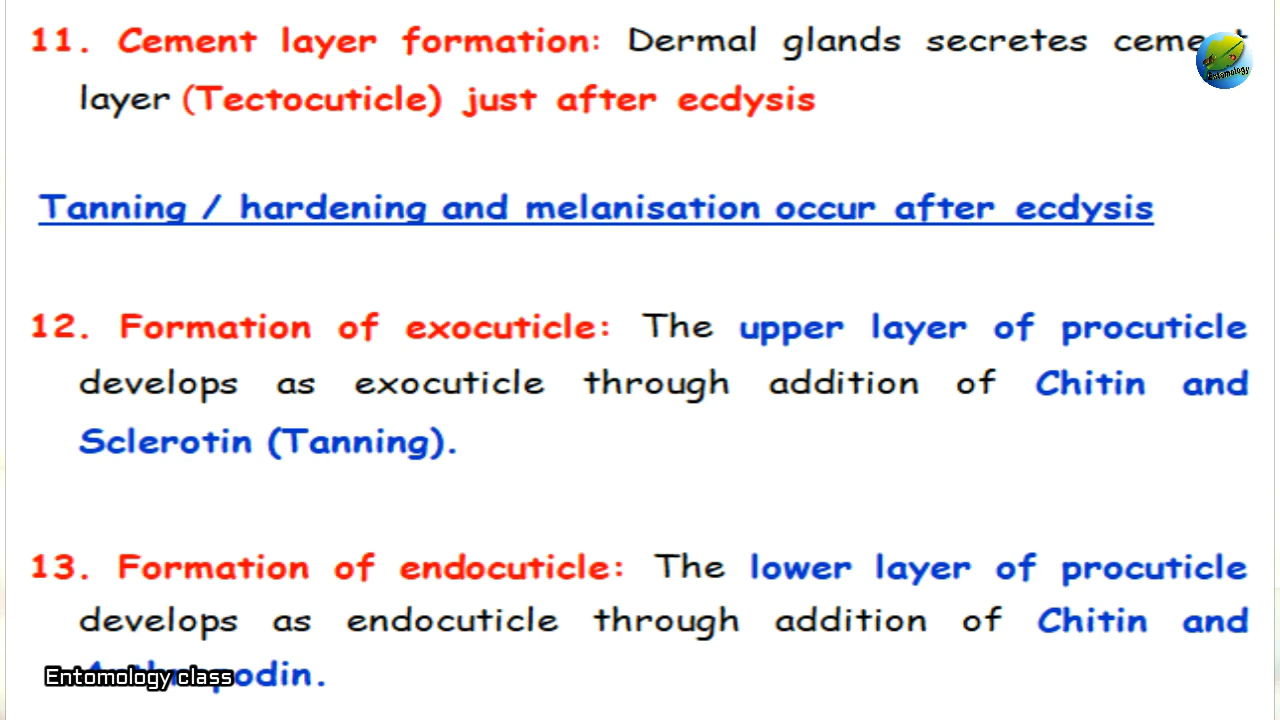 11. Cement layer formation: Dermal glands secretes cement
layer (Tectocuticle) just after ecdysis
Tanning / hardening and melanisation occur after ecdysis
12. Formation of exocuticle: The upper layer of procuticle
develops as exocuticle through addition of Chitin and
Sclerotin (Tanning).
13. Formation of endocuticle: The lower layer of procuticle
develops as endocuticle through addition of Chitin and
Arthropodin.
Entomology class
Entomology